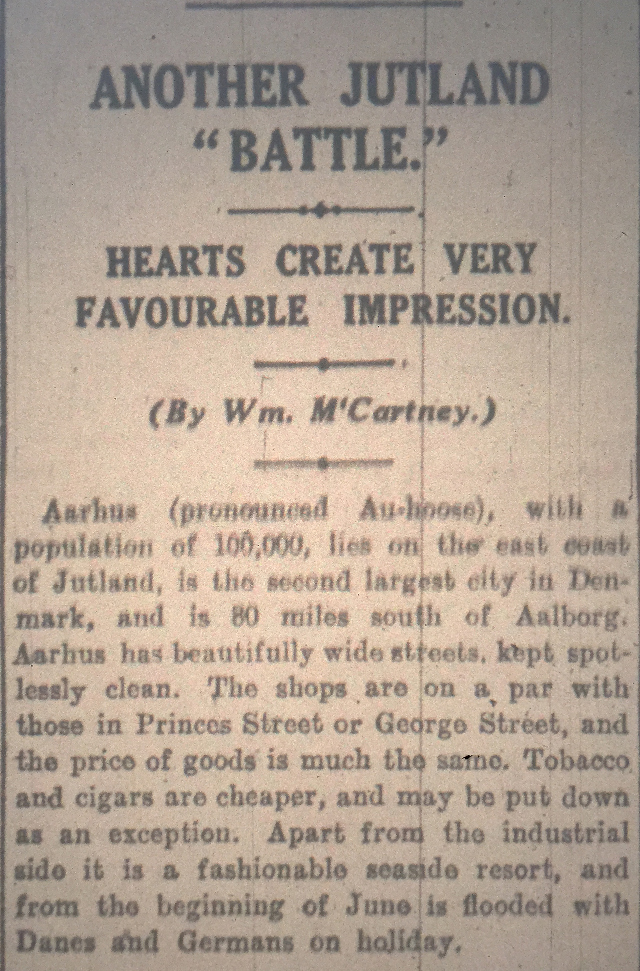 ANOTHER JUTLAND
"BATTLE."
HEARTS CREATE VERY
FAVOURABLE IMPRESSION.
(By Wm. M'Cartney.)
Aarhus (pronounced Au-hoose), with a
population of 100,000, lies on the east coast
of Jutland, is the second largest city in Den-
mark, and is 80 miles south of Aalborg.
Aarhus has beautifully wide streets, kept spot-
lessly clean. The shops are on a par with
those in Princes Street or George Street, and
the price of goods is much the same. Tobacco
and cigars are cheaper, and may be put down
as an exception. Apart from the industrial
side it is a fashionable seaside resort, and
from the beginning of June is flooded with
Danes and Germans on holiday.